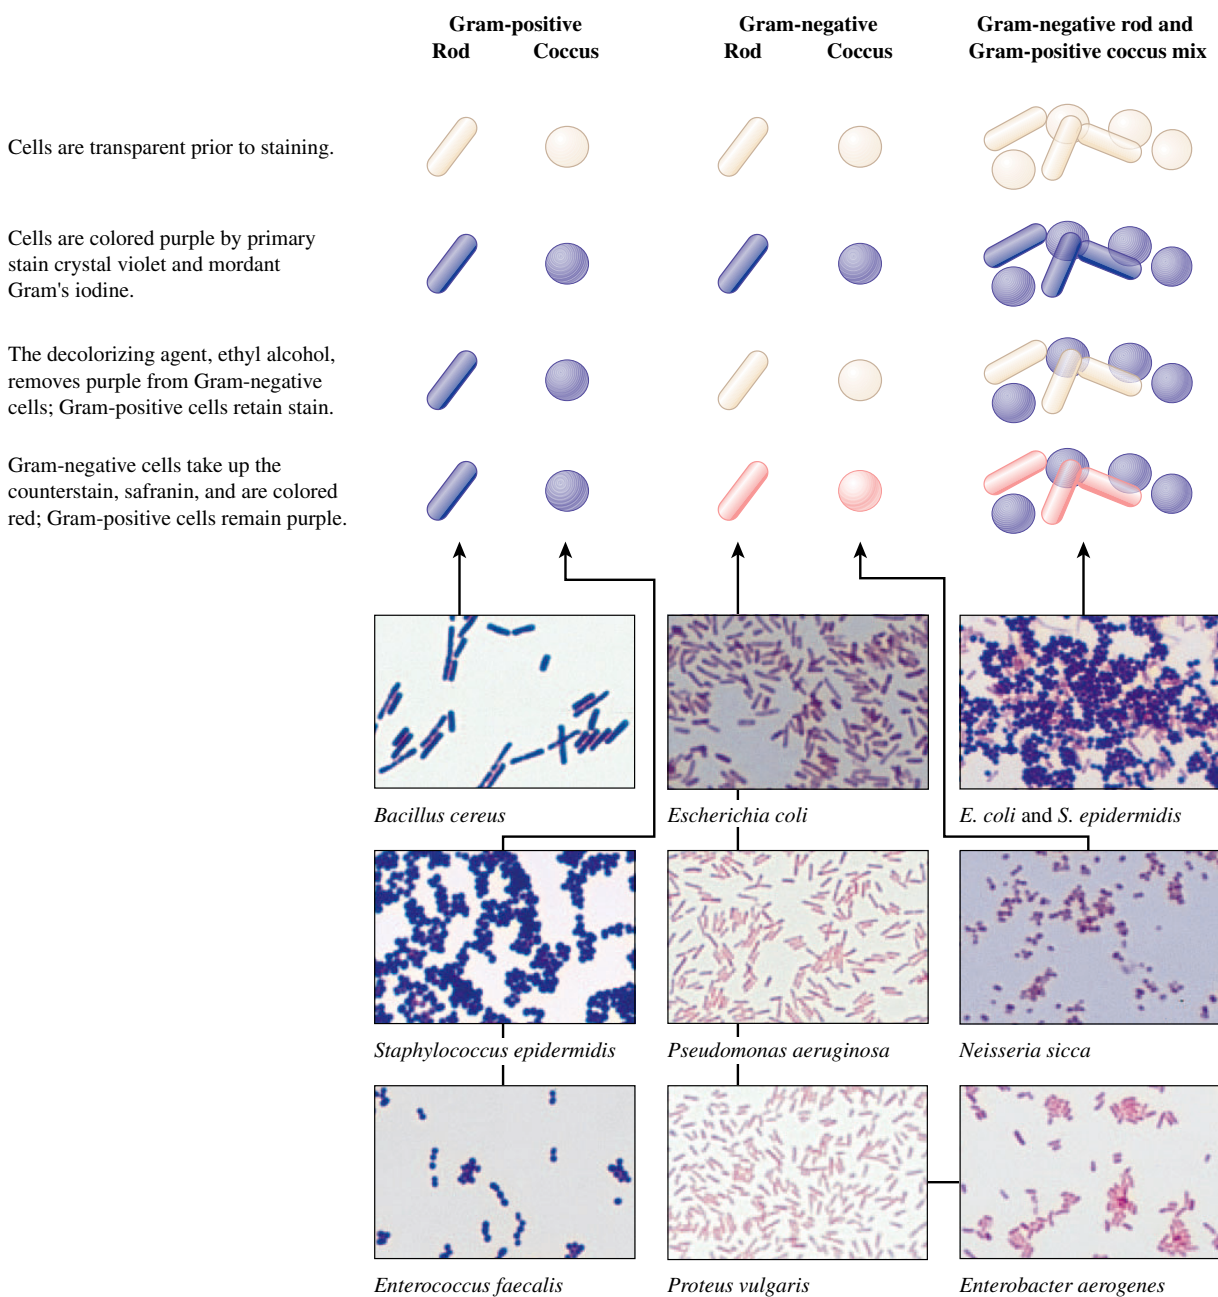 Gram-positive
Rod Coccus
Gram-negative
Rod Coccus
Gram-negative rod and
Gram-positive coccus mix
Cells are transparent prior to staining.
Cells are colored purple by primary
stain crystal violet and mordant
Gram's iodine.
The decolorizing agent, ethyl alcohol,
removes purple from Gram-negative
cells; Gram-positive cells retain stain.
Gram-negative cells take up the
counterstain, safranin, and are colored
red; Gram-positive cells remain purple.
Bacillus cereus
Escherichia coli
E. coli and S. epidermidis
Staphylococcus epidermidis
Pseudomonas aeruginosa
Neisseria sicca
Enterococcus faecalis
Proteus vulgaris
Enterobacter aerogenes